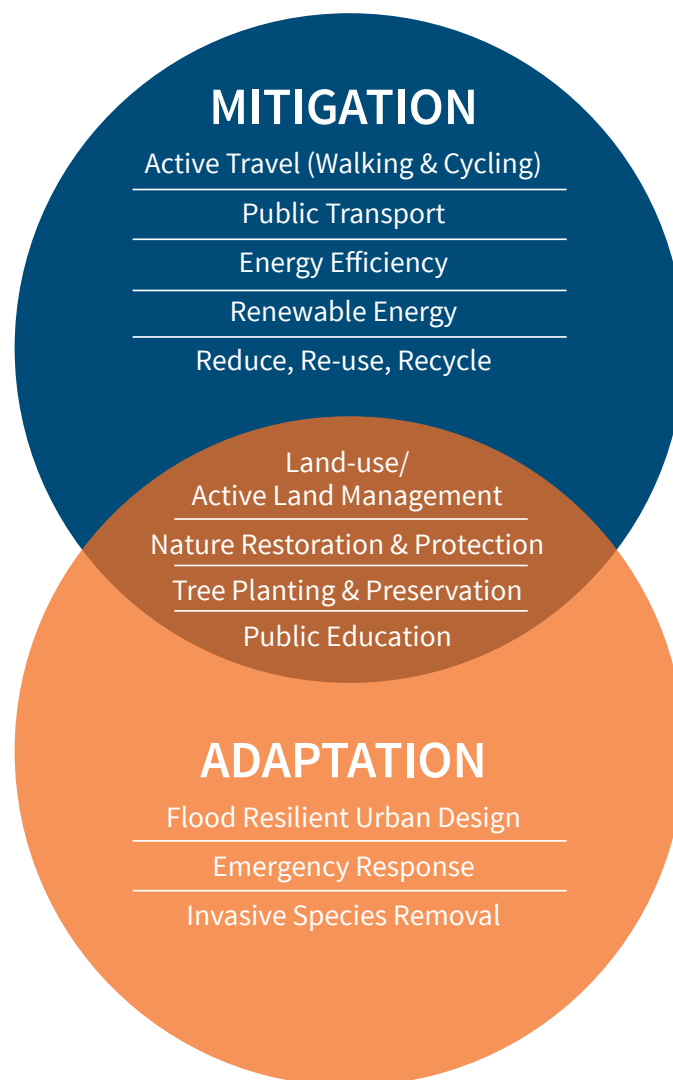 MITIGATION
Active Travel (Walking & Cycling)
Public Transport
Energy Efficiency
Renewable Energy
Reduce, Re-use, Recycle
Land-use/
Active Land Management
Nature Restoration & Protection
Tree Planting & Preservation
Public Education
ADAPTATION
Flood Resilient Urban Design
Emergency Response
Invasive Species Removal